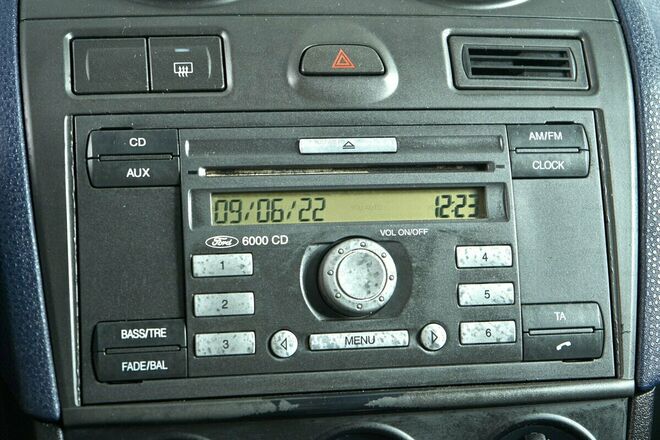 CD
AM/FM
AUX
CLOCK
09/06/22 12:23
Ford 6000 CD
VOL ON/OFF
1
4
2
5
3
6
MENU
BASS/TRE
TA
FADE/BAL